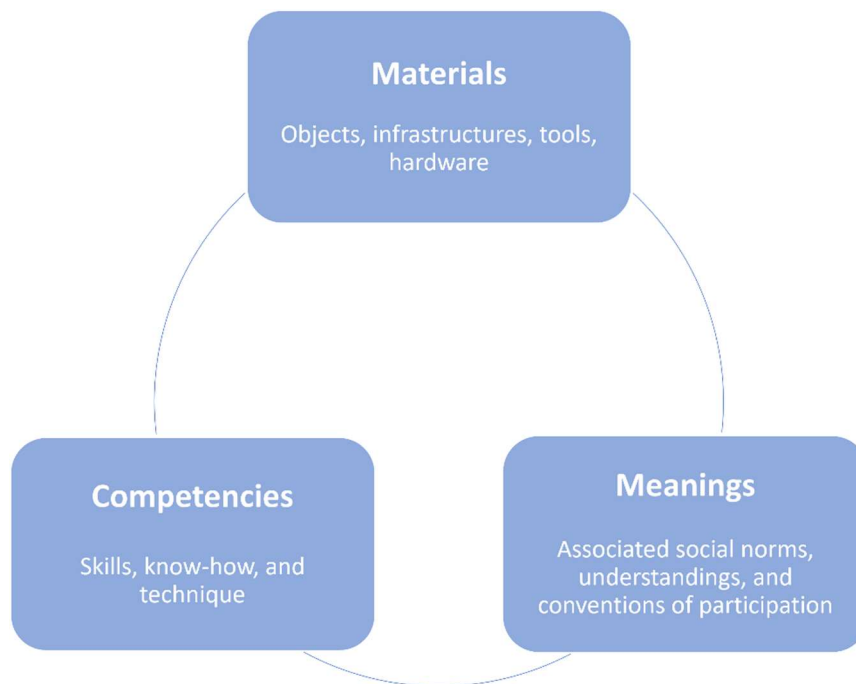 Materials
Objects, infrastructures, tools,
hardware
Competencies
Skills, know-how, and
technique
Meanings
Associated social norms,
understandings, and
conventions of participation